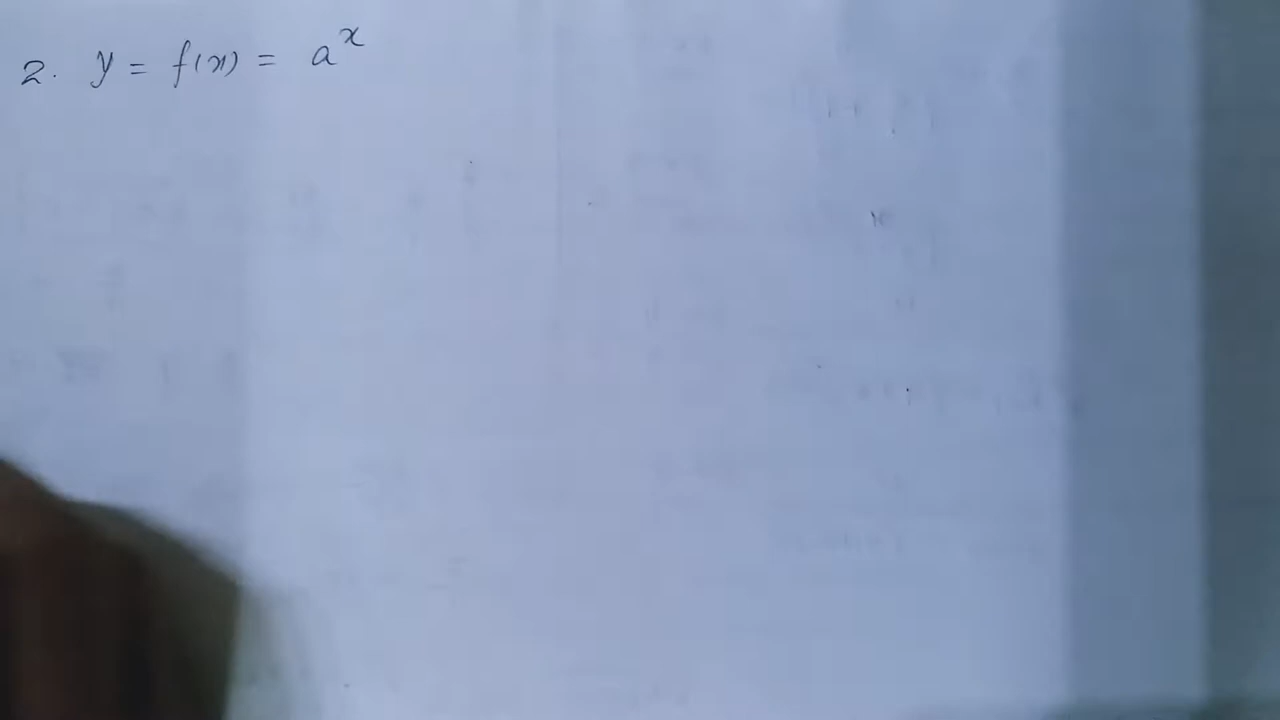 2. y = f(x) = a^x